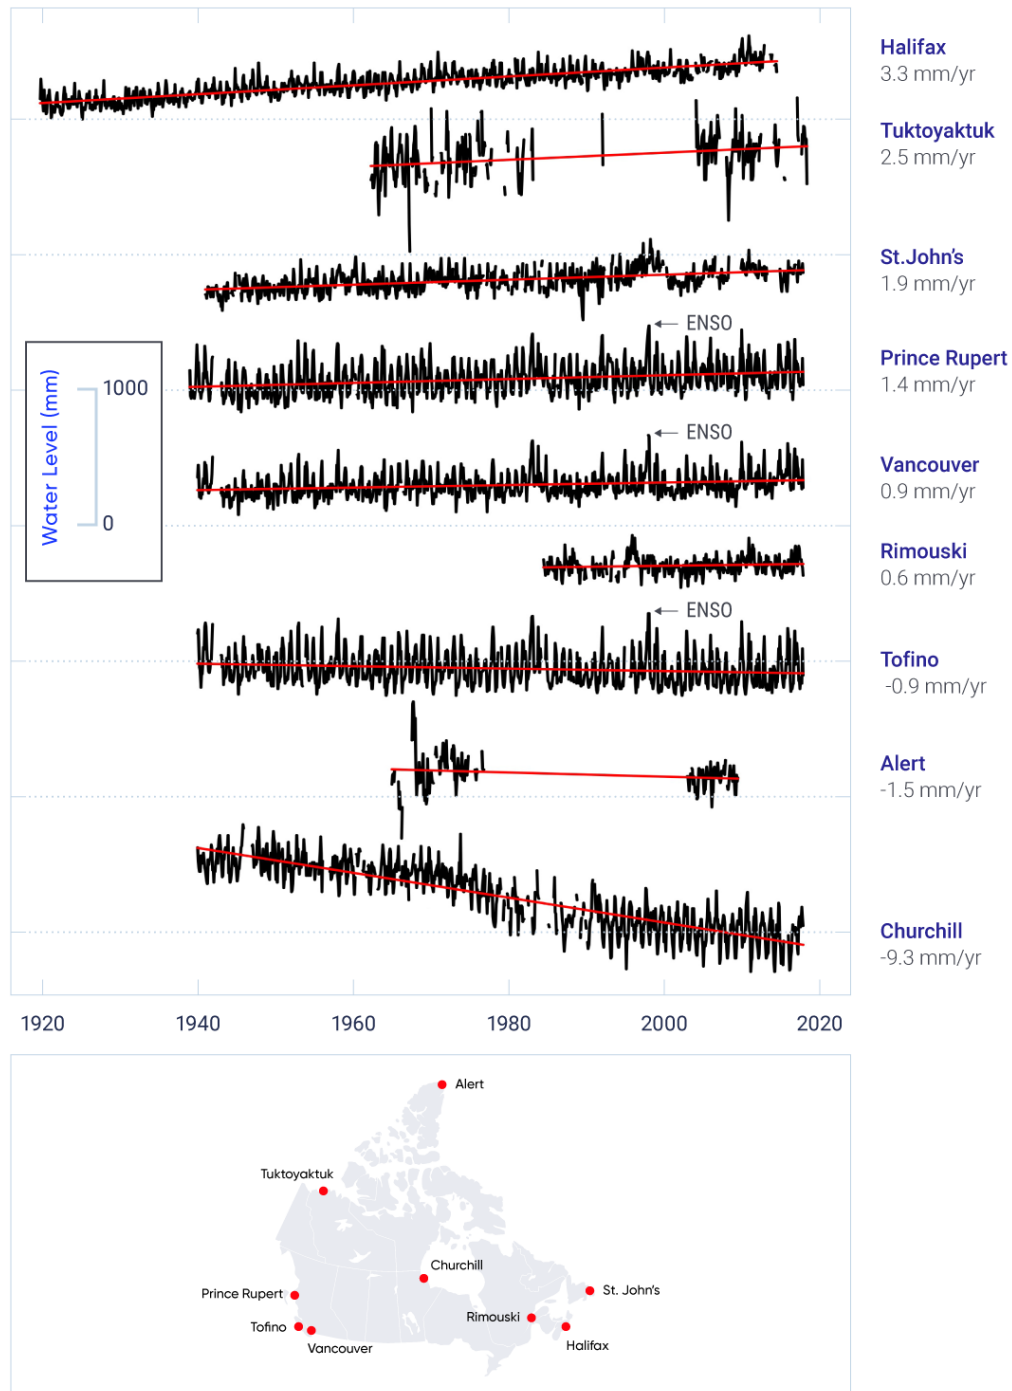 Halifax
3.3 mm/yr
Tuktoyaktuk
2.5 mm/yr
St.John's
1.9 mm/yr
ENSO
Prince Rupert
1.4 mm/yr
Water Level (mm)
1000
0
ENSO
Vancouver
0.9 mm/yr
Rimouski
0.6 mm/yr
ENSO
Tofino
-0.9 mm/yr
Alert
-1.5 mm/yr
Churchill
-9.3 mm/yr
1920 1940 1960 1980 2000 2020
Alert
Tuktoyaktuk
Churchill
Prince Rupert
St. John's
Rimouski
Tofino
Vancouver
Halifax